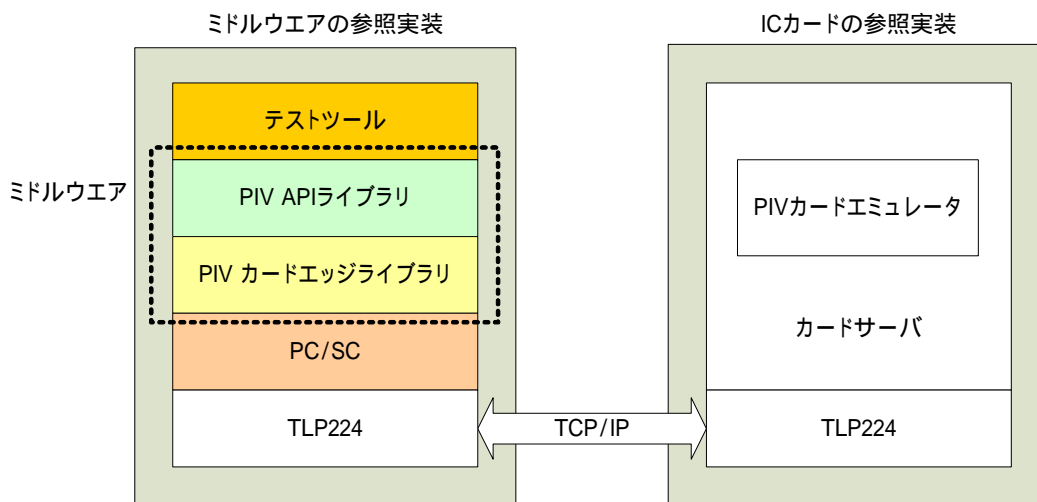 ミドルウエアの参照実装
ICカードの参照実装
テストツール
ミドルウエア
PIV APIライブラリ
PIV カードエッジライブラリ
PC/SC
TLP224
TCP/IP
PIVカードエミュレータ
カードサーバ
TLP224